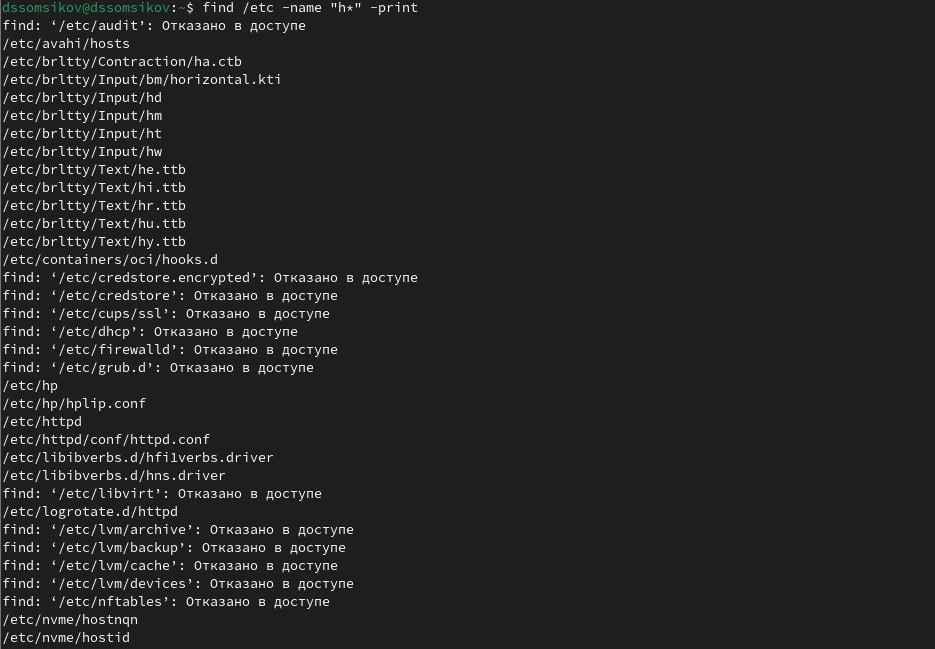 dssomsikov@dssomsikov:~$ find /etc -name "h*" -print
find: ‘/etc/audit’: Отказано в доступе
/etc/avahi/hosts
/etc/brltty/Contraction/ha.ctb
/etc/brltty/Input/bm/horizontal.kti
/etc/brltty/Input/hd
/etc/brltty/Input/hm
/etc/brltty/Input/ht
/etc/brltty/Input/hw
/etc/brltty/Text/he.ttb
/etc/brltty/Text/hi.ttb
/etc/brltty/Text/hr.ttb
/etc/brltty/Text/hu.ttb
/etc/brltty/Text/hy.ttb
/etc/containers/oci/hooks.d
find: ‘/etc/credstore.encrypted’: Отказано в доступе
find: ‘/etc/credstore’: Отказано в доступе
find: ‘/etc/cups/ssl’: Отказано в доступе
find: ‘/etc/dhcp’: Отказано в доступе
find: ‘/etc/firewalld’: Отказано в доступе
find: ‘/etc/grub.d’: Отказано в доступе
/etc/hp
/etc/hp/hplip.conf
/etc/httpd
/etc/httpd/conf/httpd.conf
/etc/libibverbs.d/hfi1verbs.driver
/etc/libibverbs.d/hns.driver
find: ‘/etc/libvirt’: Отказано в доступе
/etc/logrotate.d/httpd
find: ‘/etc/lvm/archive’: Отказано в доступе
find: ‘/etc/lvm/backup’: Отказано в доступе
find: ‘/etc/lvm/cache’: Отказано в доступе
find: ‘/etc/lvm/devices’: Отказано в доступе
find: ‘/etc/nftables’: Отказано в доступе
/etc/nvme/hostnqn
/etc/nvme/hostid